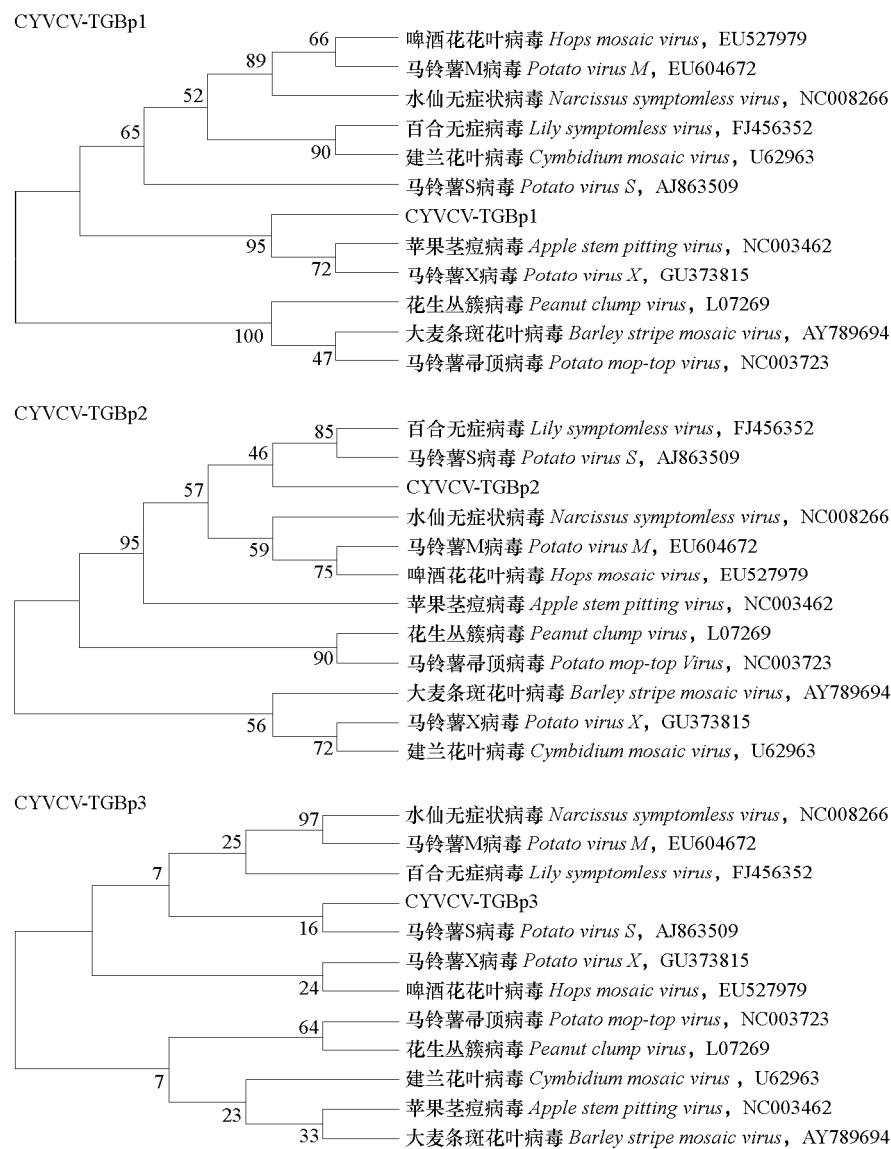 CYVCV-TGBp1
66
啤酒花花叶病毒 Hops mosaic virus，EU527979
89
马铃薯M病毒 Potato virus M，EU604672
52
水仙无症状病毒 Narcissus symptomless virus，NC008266
65
百合无症病毒 Lily symptomless virus，FJ456352
90
建兰花叶病毒 Cymbidium mosaic virus，U62963
马铃薯S病毒 Potato virus S，AJ863509
CYVCV-TGBp1
95
苹果茎痘病毒 Apple stem pitting virus，NC003462
72
马铃薯X病毒 Potato virus X，GU373815
花生丛簇病毒 Peanut clump virus，L07269
100
大麦条斑花叶病毒 Barley stripe mosaic virus，AY789694
47
马铃薯帚顶病毒 Potato mop-top virus，NC003723
CYVCV-TGBp2
85
百合无症病毒 Lily symptomless virus，FJ456352
46
马铃薯S病毒 Potato virus S，AJ863509
57
CYVCV-TGBp2
95
水仙无症状病毒 Narcissus symptomless virus，NC008266
59
马铃薯M病毒 Potato virus M，EU604672
75
啤酒花花叶病毒 Hops mosaic virus，EU527979
苹果茎痘病毒 Apple stem pitting virus，NC003462
花生丛簇病毒 Peanut clump virus，L07269
90
马铃薯帚顶病毒 Potato mop-top Virus，NC003723
大麦条斑花叶病毒 Barley stripe mosaic virus，AY789694
56
马铃薯X病毒 Potato virus X，GU373815
72
建兰花叶病毒 Cymbidium mosaic virus，U62963
CYVCV-TGBp3
97
水仙无症状病毒 Narcissus symptomless virus，NC008266
25
马铃薯M病毒 Potato virus M，EU604672
7
百合无症病毒 Lily symptomless virus，FJ456352
CYVCV-TGBp3
16
马铃薯S病毒 Potato virus S，AJ863509
马铃薯X病毒 Potato virus X，GU373815
24
啤酒花花叶病毒 Hops mosaic virus，EU527979
64
马铃薯帚顶病毒 Potato mop-top virus，NC003723
7
花生丛簇病毒 Peanut clump virus，L07269
建兰花叶病毒 Cymbidium mosaic virus ，U62963
23
苹果茎痘病毒 Apple stem pitting virus，NC003462
33
大麦条斑花叶病毒 Barley stripe mosaic virus，AY789694